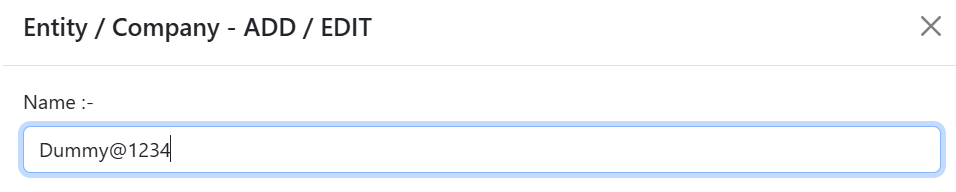 Entity / Company - ADD / EDIT
Name :-
Dummy@1234